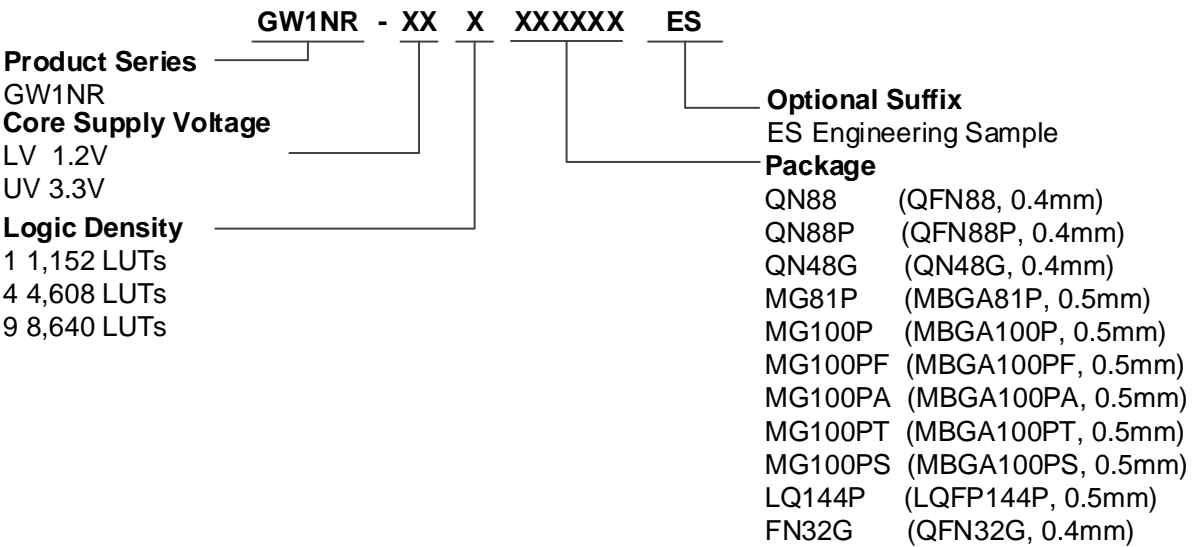 GW1NR - XX X XXXXXX ES
Product Series
GW1NR
Core Supply Voltage
LV 1.2V
UV 3.3V
Logic Density
1 1,152 LUTs
4 4,608 LUTs
9 8,640 LUTs
Optional Suffix
ES Engineering Sample
Package
QN88 (QFN88, 0.4mm)
QN88P (QFN88P, 0.4mm)
QN48G (QN48G, 0.4mm)
MG81P (MBGA81P, 0.5mm)
MG100P (MBGA100P, 0.5mm)
MG100PF (MBGA100PF, 0.5mm)
MG100PA (MBGA100PA, 0.5mm)
MG100PT (MBGA100PT, 0.5mm)
MG100PS (MBGA100PS, 0.5mm)
LQ144P (LQFP144P, 0.5mm)
FN32G (QFN32G, 0.4mm)